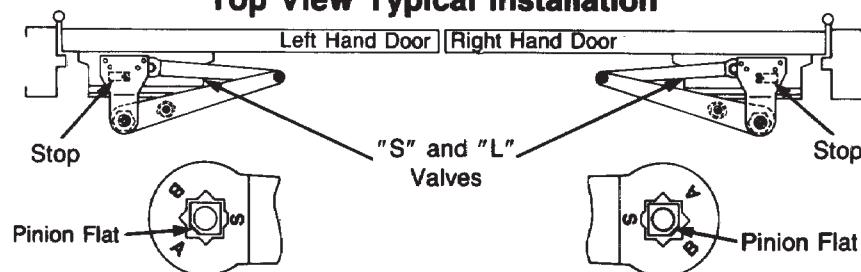 Top View Typical Installation
Left Hand Door Right Hand Door
Stop
"S" and "L"
Valves
Stop
B
S
A
Pinion Flat
A
S
B
Pinion Flat